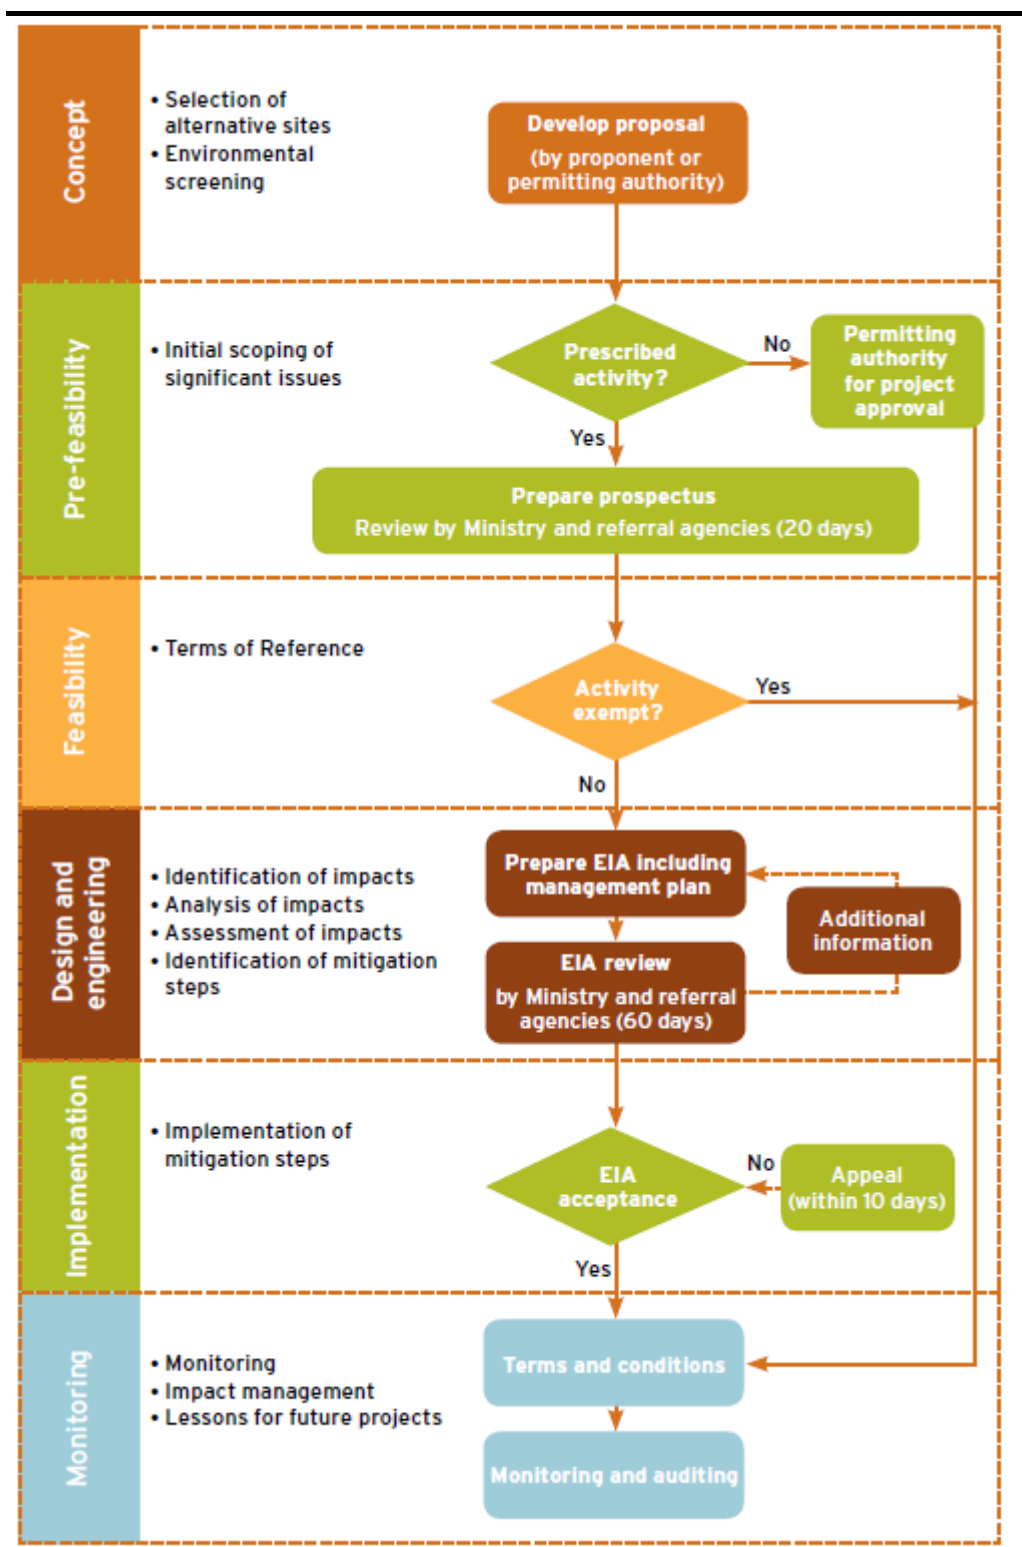 Concept
• Selection of
alternative sites
• Environmental
screening
Develop proposal
(by proponent or
permitting authority)
Pre-feasibility
• Initial scoping of
significant issues
Prescribed
activity?
No
Permitting
authority
for project
approval
Yes
Prepare prospectus
Review by Ministry and referral agencies (20 days)
Feasibility
• Terms of Reference
Activity
exempt?
Yes
No
Design and
engineering
• Identification of impacts
• Analysis of impacts
• Assessment of impacts
• Identification of mitigation
steps
Prepare EIA including
management plan
Additional
information
EIA review
by Ministry and referral
agencies (60 days)
Implementation
• Implementation of
mitigation steps
EIA
acceptance
No
Appeal
(within 10 days)
Yes
Monitoring
• Monitoring
• Impact management
• Lessons for future projects
Terms and conditions
Monitoring and auditing